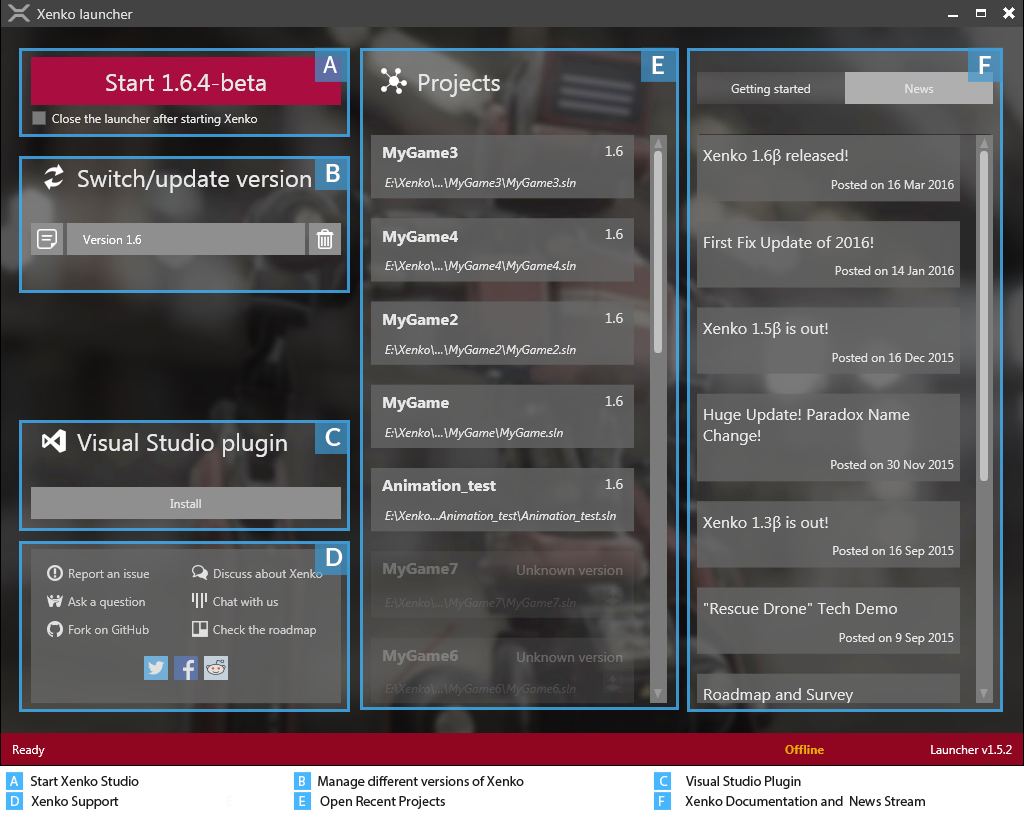 Xenko launcher
A
Start 1.6.4-beta
Close the launcher after starting Xenko
B
Switch/update version
Version 1.6
C
Visual Studio plugin
Install
D
Report an issue
Discuss about Xenko
Ask a question
Chat with us
Fork on GitHub
Check the roadmap
E
Projects
MyGame3 1.6
E:\Xenko\...\MyGame3\MyGame3.sln
MyGame4 1.6
E:\Xenko\...\MyGame4\MyGame4.sln
MyGame2 1.6
E:\Xenko\...\MyGame2\MyGame2.sln
MyGame 1.6
E:\Xenko\...\MyGame\MyGame.sln
Animation_test 1.6
E:\Xenko...Animation_test\Animation_test.sln
MyGame7 Unknown version
E:\Xenko\...\MyGame7\MyGame7.sln
MyGame6 Unknown version
E:\Xenko\...\MyGame6\MyGame6.sln
F
Getting started News
Xenko 1.6β released!
Posted on 16 Mar 2016
First Fix Update of 2016!
Posted on 14 Jan 2016
Xenko 1.5β is out!
Posted on 16 Dec 2015
Huge Update! Paradox Name
Change!
Posted on 30 Nov 2015
Xenko 1.3β is out!
Posted on 16 Sep 2015
"Rescue Drone" Tech Demo
Posted on 9 Sep 2015
Roadmap and Survey
Ready Offline Launcher v1.5.2
A Start Xenko Studio B Manage different versions of Xenko C Visual Studio Plugin
D Xenko Support E Open Recent Projects F Xenko Documentation and News Stream